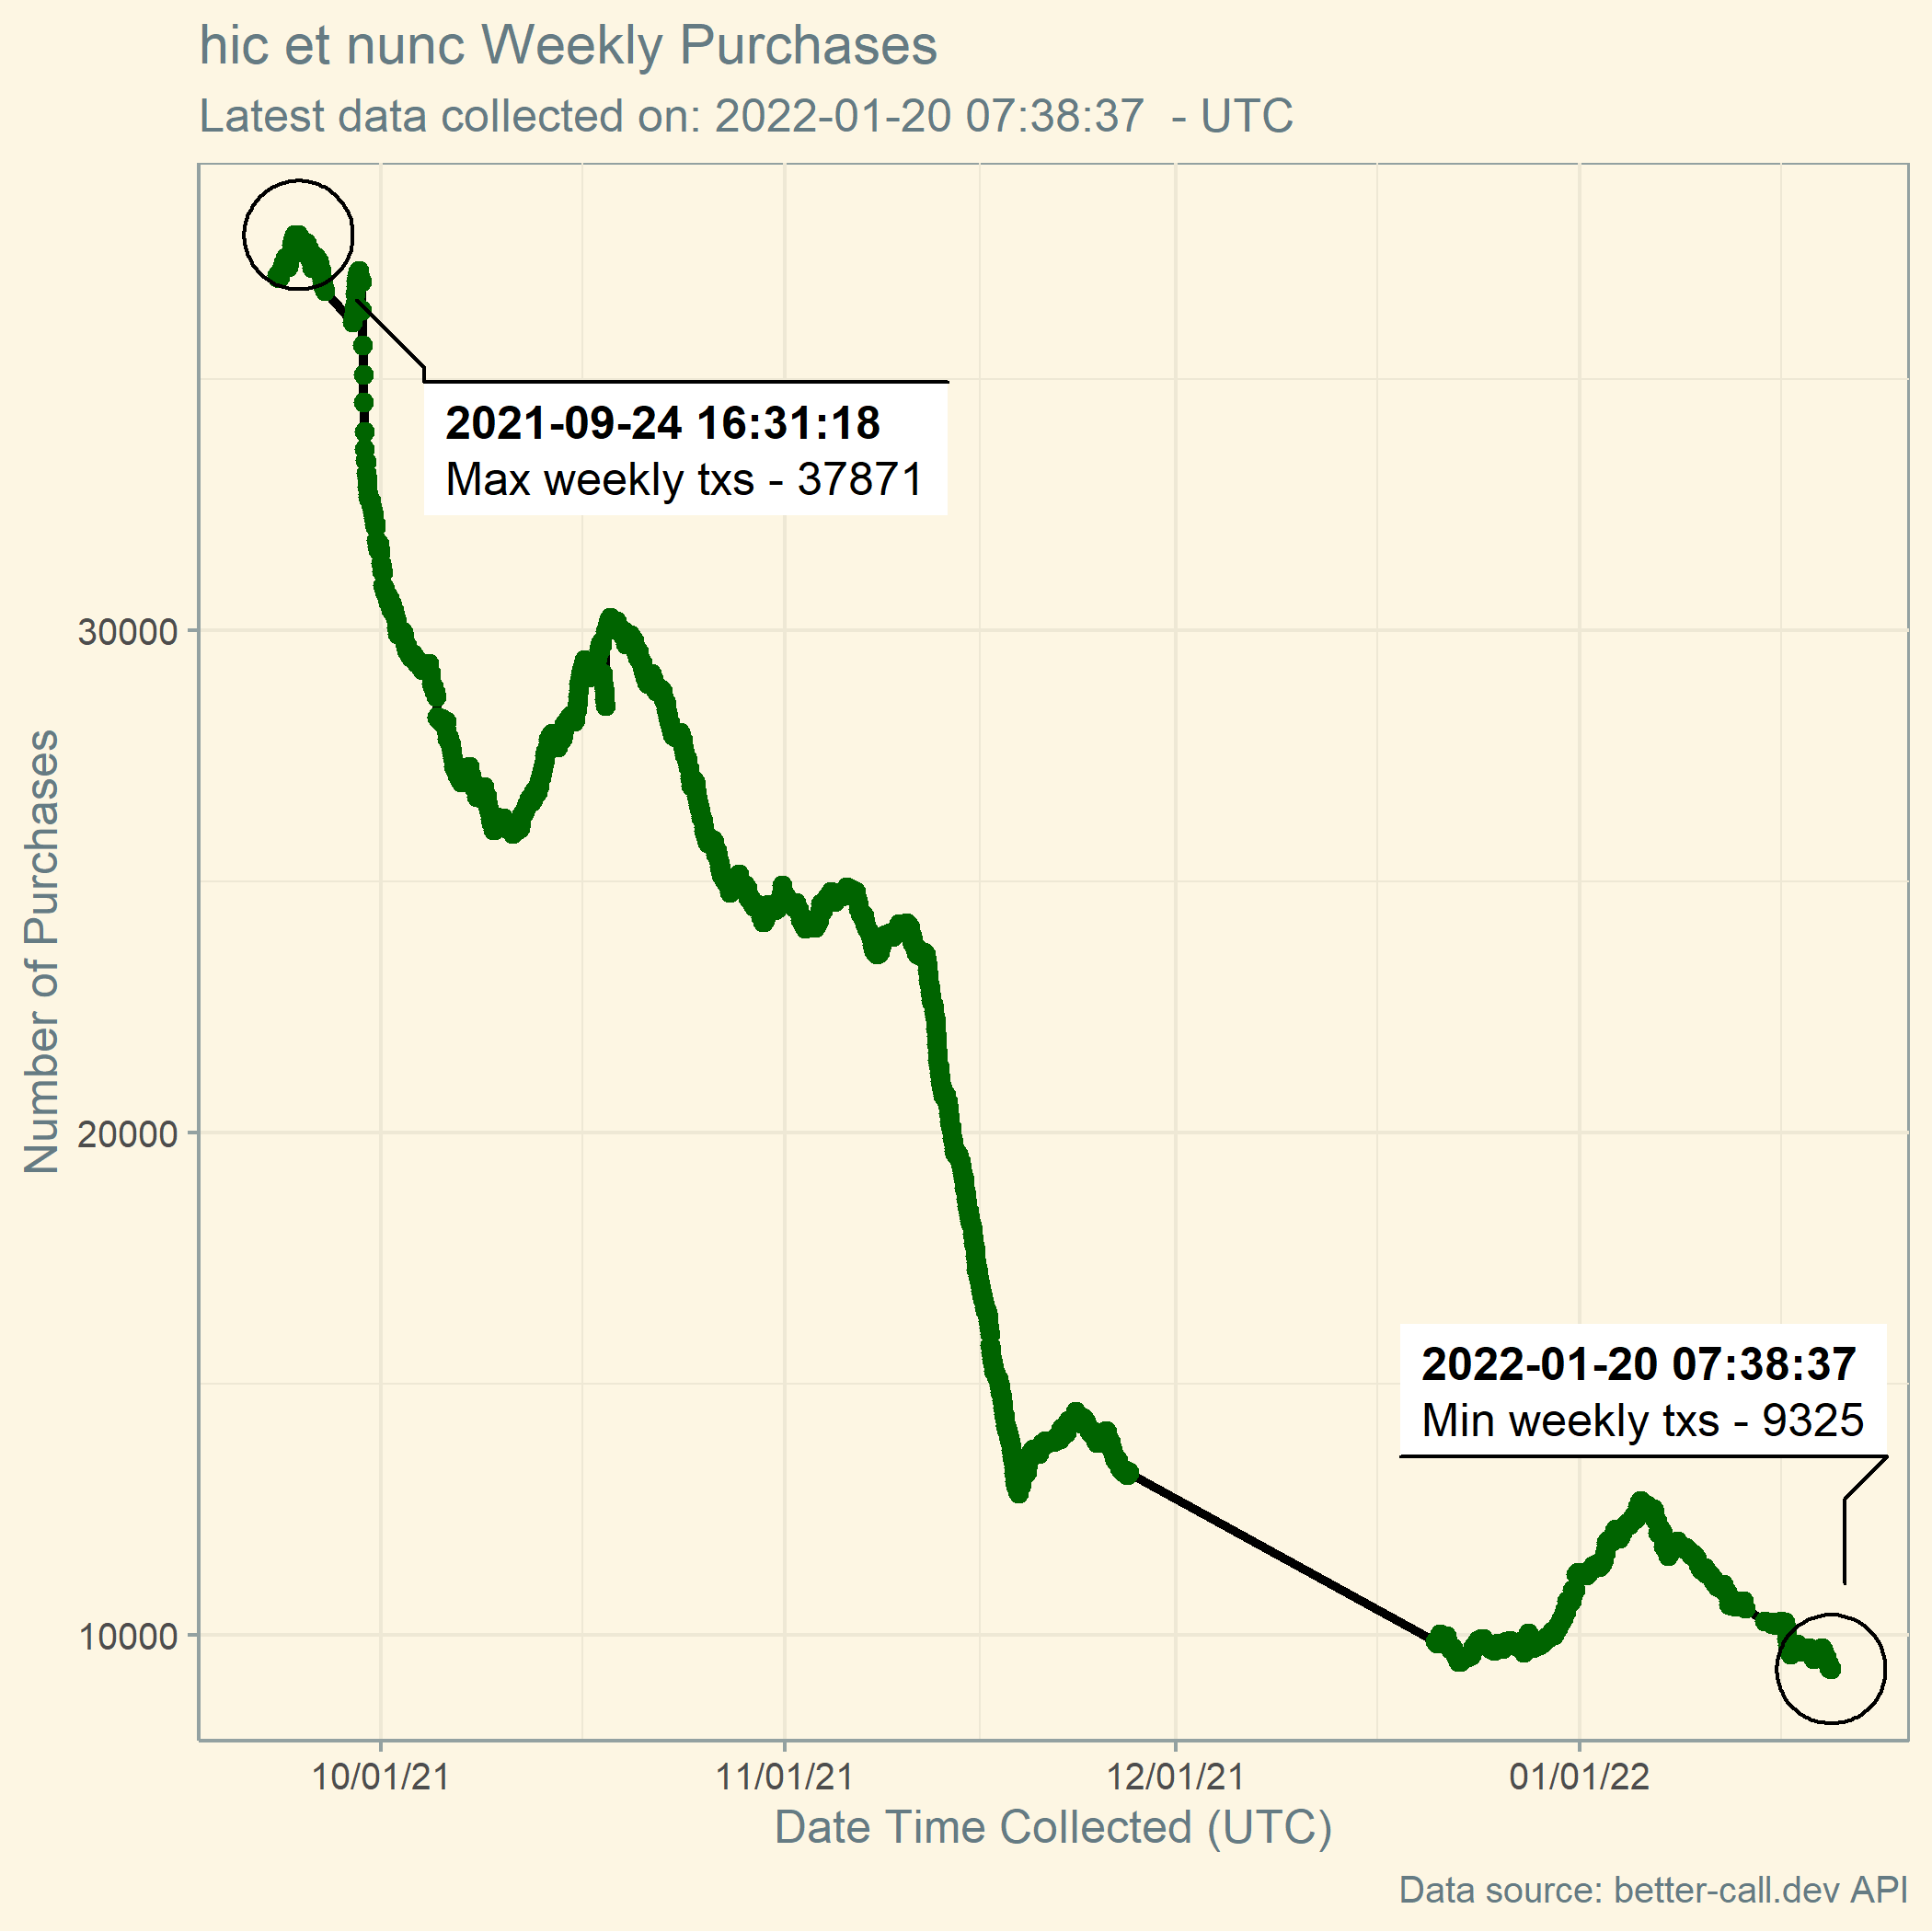 hic et nunc Weekly Purchases
Latest data collected on: 2022-01-20 07:38:37  - UTC
2021-09-24 16:31:18
Max weekly txs - 37871
30000
20000
10000
Number of Purchases
2022-01-20 07:38:37
Min weekly txs - 9325
10/01/21
11/01/21
12/01/21
01/01/22
Date Time Collected (UTC)
Data source: better-call.dev API